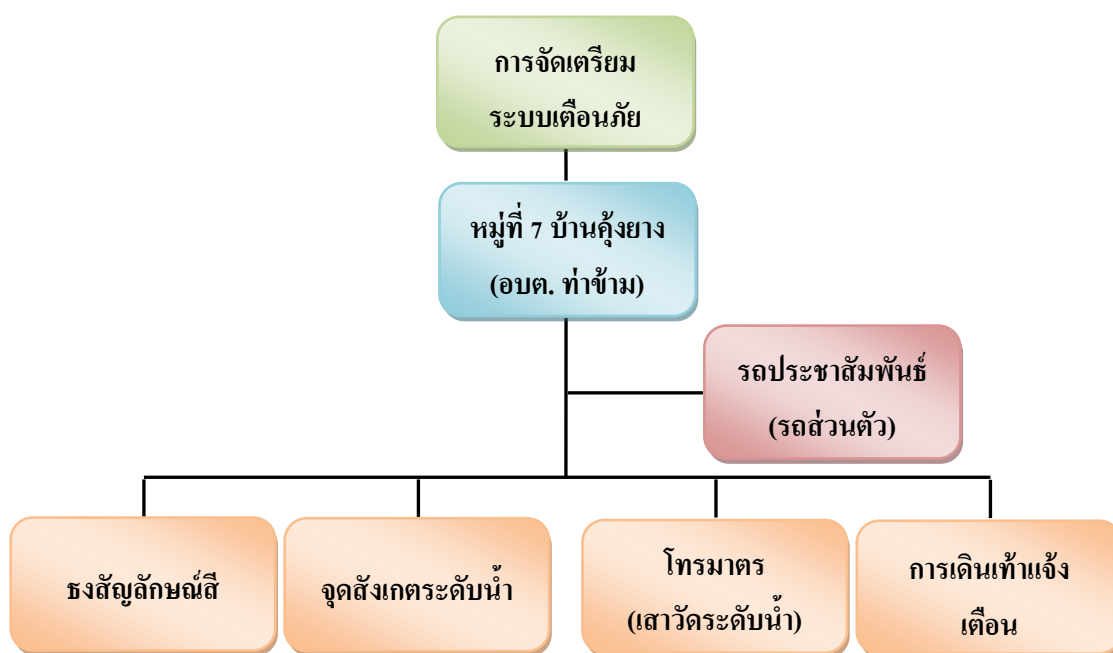 การจัดเตรียม
ระบบเตือนภัย
หมู่ที่ 7 บ้านคุ้งยาง
(อบต. ท่าข้าม)
รถประชาสัมพันธ์
(รถส่วนตัว)
ธงสัญลักษณ์สี
จุดสังเกตระดับน้ำ
โทรมาตร
(เสาวัดระดับน้ำ)
การเดินเท้าแจ้ง
เตือน